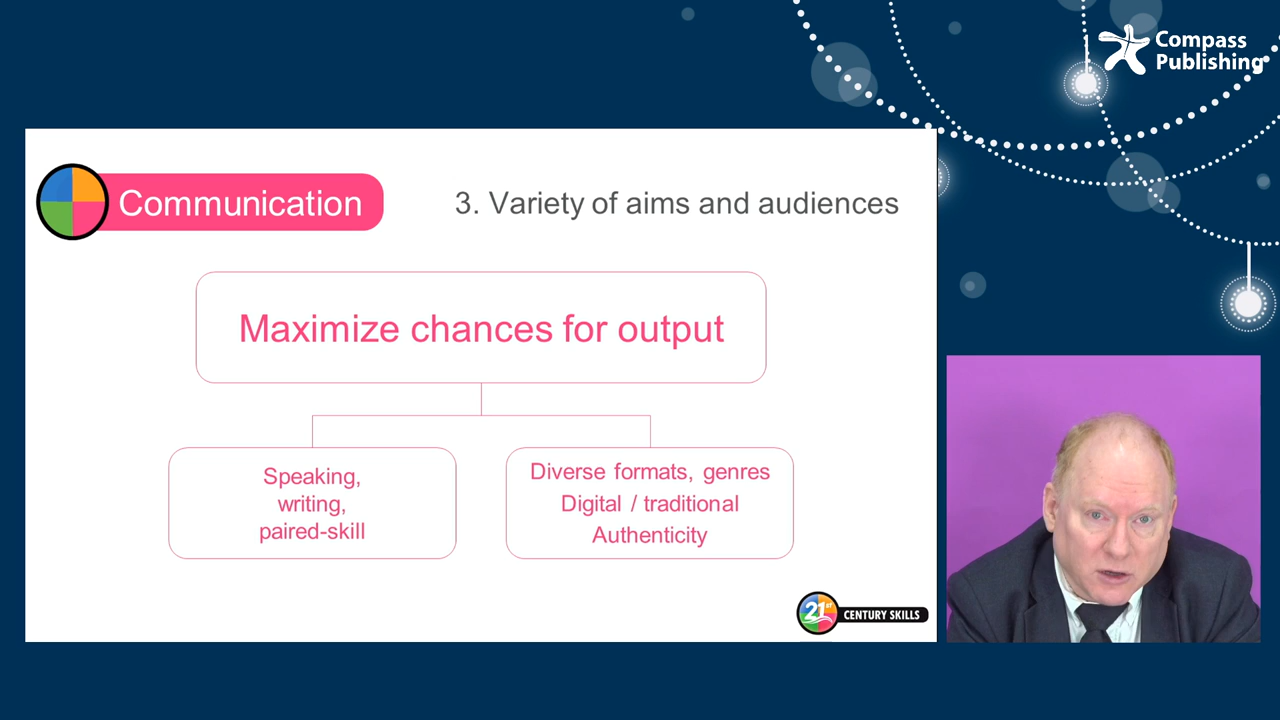 Compass
Publishing
Communication
3. Variety of aims and audiences
Maximize chances for output
Speaking,
writing,
paired-skill
Diverse formats, genres
Digital / traditional
Authenticity
21st CENTURY SKILLS